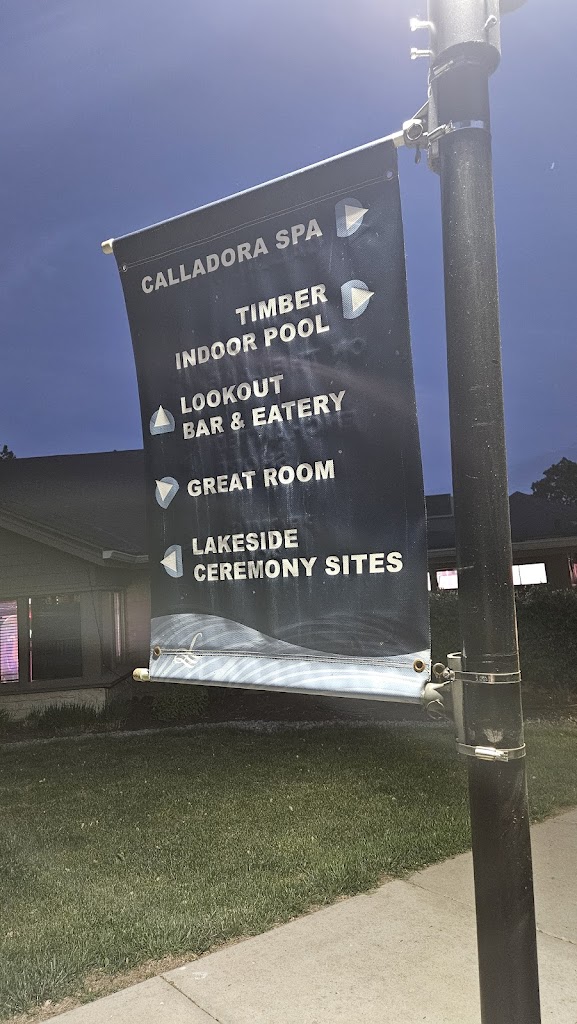 CALLADORA SPA
TIMBER
INDOOR POOL
LOOKOUT
BAR & EATERY
GREAT ROOM
LAKESIDE
CEREMONY SITES